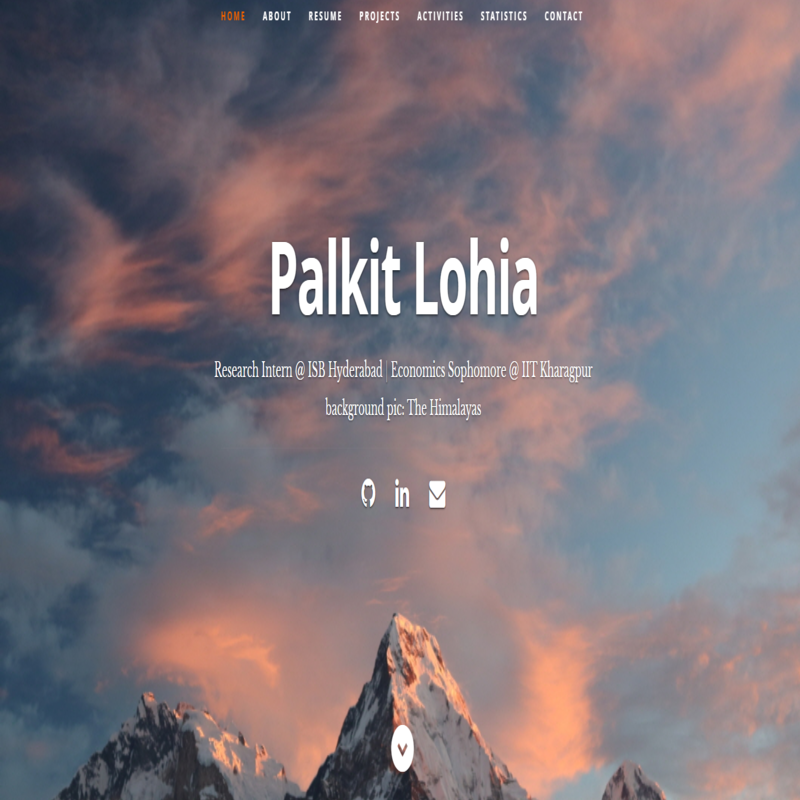 HOME ABOUT RESUME PROJECTS ACTIVITIES STATISTICS CONTACT
Palkit Lohia
Research Intern @ ISB Hyderabad | Economics Sophomore @ IIT Kharagpur
background pic: The Himalayas
in